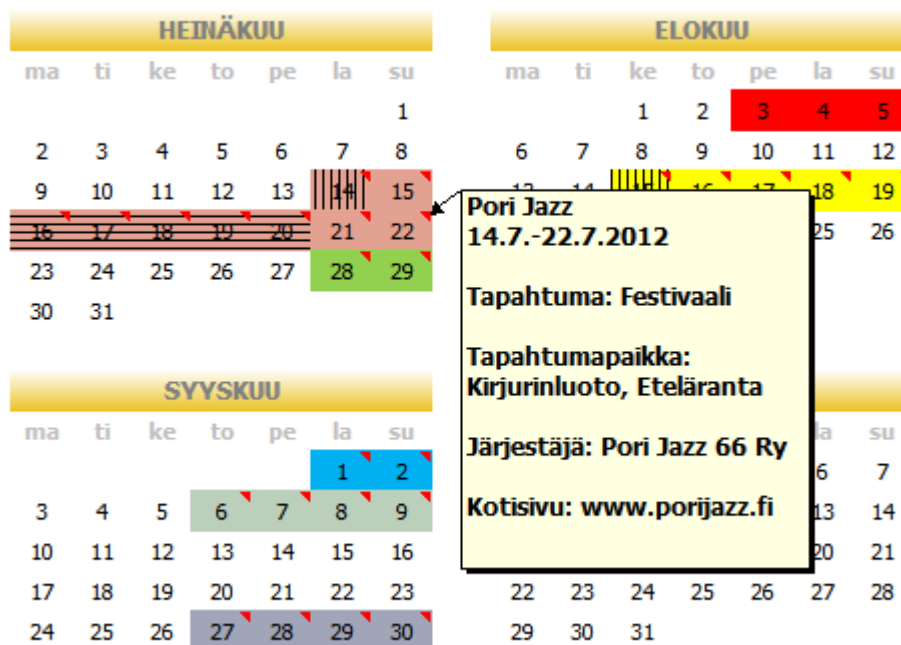 HEINÄKUU
ma ti ke to pe la su
1
2 3 4 5 6 7 8
9 10 11 12 13 14 15
16 17 18 19 20 21 22
23 24 25 26 27 28 29
30 31
ELOKUU
ma ti ke to pe la su
1 2 3 4 5
6 7 8 9 10 11 12
18 19
25 26
Pori Jazz
14.7.-22.7.2012
Tapahtuma: Festivaali
Tapahtumapaikka:
Kirjurinluoto, Eteläranta
Järjestäjä: Pori Jazz 66 Ry
Kotisivu: www.porijazz.fi
SYYSKUU
ma ti ke to pe la su
1 2
3 4 5 6 7 8 9
10 11 12 13 14 15 16
17 18 19 20 21 22 23
24 25 26 27 28 29 30
la su
6 7
13 14
20 21
22 23 24 25 26 27 28
29 30 31